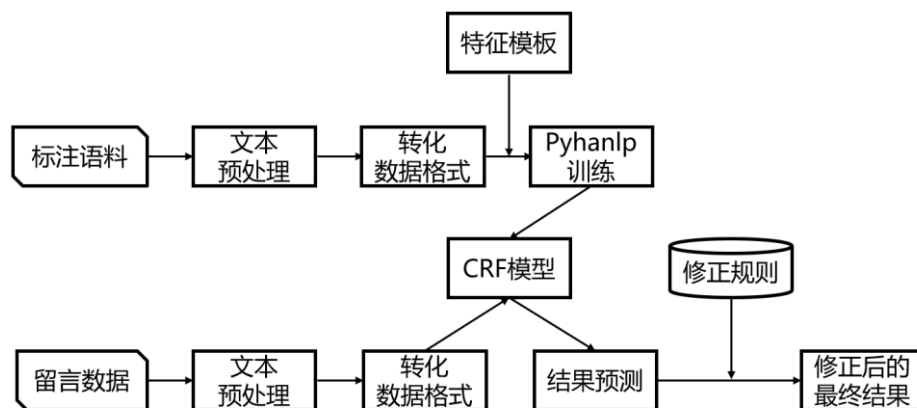 特征模板
标注语料
文本
预处理
转化
数据格式
Pyhanlp
训练
CRF模型
修正规则
留言数据
文本
预处理
转化
数据格式
结果预测
修正后的
最终结果